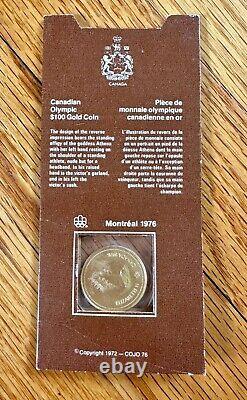 CANADA
Canadian
Olympic
$100 Gold Coin
The design of the reverse
impression bears the standing
effigy of the goddess Athena
with her left hand resting on
the shoulder of a standing
athlete, nude but for a
headband. In his raised
hand is the victor's garland,
and in his left the
victor's sash.
Pièce de
monnaie olympique
canadienne en or
L'illustration du revers de la
pièce de monnaie consiste
en un portrait en pied de la
déesse Athéna dont la main
gauche repose sur l'épaule
d'un athlète nu à l'exception
d'un serre-tête. Sa main
droite est levée, tenant
la couronne du
vainqueur, tandis que sa main
gauche tient l'écharpe de
champion.
Montréal 1976
ELIZABETH II
© Copyright 1972 – COJO 76